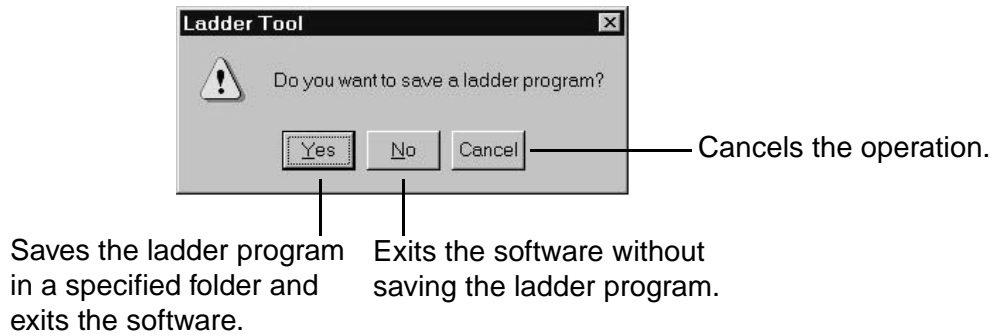 Ladder Tool
Do you want to save a ladder program?
Yes
No
Cancel
Cancels the operation.
Saves the ladder program
in a specified folder and
exits the software.
Exits the software without
saving the ladder program.